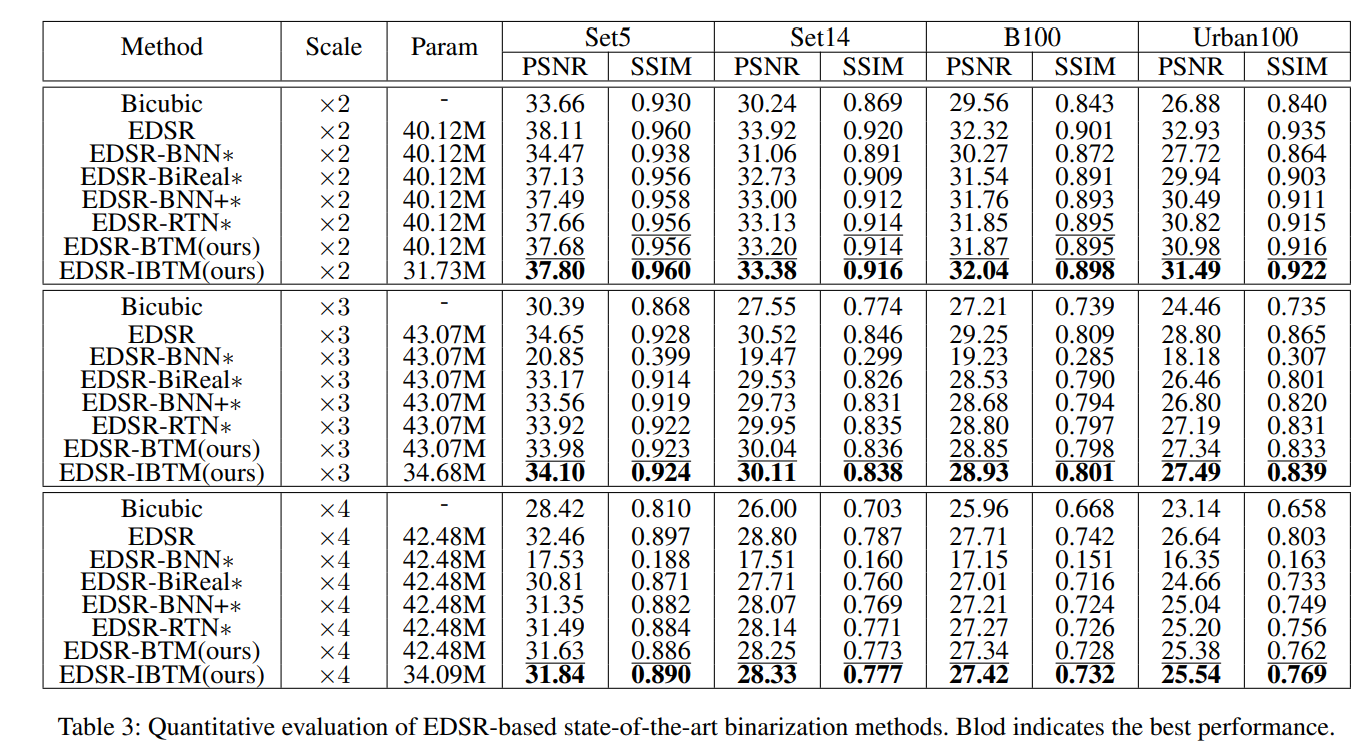 Method Scale Param Set5 Set14 B100 Urban100
PSNR SSIM PSNR SSIM PSNR SSIM PSNR SSIM
Bicubic ×2 - 33.66 0.930 30.24 0.869 29.56 0.843 26.88 0.840
EDSR ×2 40.12M 38.11 0.960 33.92 0.920 32.32 0.901 32.93 0.935
EDSR-BNN∗ ×2 40.12M 34.47 0.938 31.06 0.891 30.27 0.872 27.72 0.864
EDSR-BiReal∗ ×2 40.12M 37.13 0.956 32.73 0.909 31.54 0.891 29.94 0.903
EDSR-BNN+∗ ×2 40.12M 37.49 0.958 33.00 0.912 31.76 0.893 30.49 0.911
EDSR-RTN∗ ×2 40.12M 37.66 0.956 33.13 0.914 31.85 0.895 30.82 0.915
EDSR-BTM(ours) ×2 40.12M 37.68 0.956 33.20 0.914 31.87 0.895 30.98 0.916
EDSR-IBTM(ours) ×2 31.73M 37.80 0.960 33.38 0.916 32.04 0.898 31.49 0.922
Bicubic ×3 - 30.39 0.868 27.55 0.774 27.21 0.739 24.46 0.735
EDSR ×3 43.07M 34.65 0.928 30.52 0.846 29.25 0.809 28.80 0.865
EDSR-BNN∗ ×3 43.07M 20.85 0.399 19.47 0.299 19.23 0.285 18.18 0.307
EDSR-BiReal∗ ×3 43.07M 33.17 0.914 29.53 0.826 28.53 0.790 26.46 0.801
EDSR-BNN+∗ ×3 43.07M 33.56 0.919 29.73 0.831 28.68 0.794 26.80 0.820
EDSR-RTN∗ ×3 43.07M 33.92 0.922 29.95 0.835 28.80 0.797 27.19 0.831
EDSR-BTM(ours) ×3 43.07M 33.98 0.923 30.04 0.836 28.85 0.798 27.34 0.833
EDSR-IBTM(ours) ×3 34.68M 34.10 0.924 30.11 0.838 28.93 0.801 27.49 0.839
Bicubic ×4 - 28.42 0.810 26.00 0.703 25.96 0.668 23.14 0.658
EDSR ×4 42.48M 32.46 0.897 28.80 0.787 27.71 0.742 26.64 0.803
EDSR-BNN∗ ×4 42.48M 17.53 0.188 17.51 0.160 17.15 0.151 16.35 0.163
EDSR-BiReal∗ ×4 42.48M 30.81 0.871 27.71 0.760 27.01 0.716 24.66 0.733
EDSR-BNN+∗ ×4 42.48M 31.35 0.882 28.07 0.769 27.21 0.724 25.04 0.749
EDSR-RTN∗ ×4 42.48M 31.49 0.884 28.14 0.771 27.27 0.726 25.20 0.756
EDSR-BTM(ours) ×4 42.48M 31.63 0.886 28.25 0.773 27.34 0.728 25.38 0.762
EDSR-IBTM(ours) ×4 34.09M 31.84 0.890 28.33 0.777 27.42 0.732 25.54 0.769
Table 3: Quantitative evaluation of EDSR-based state-of-the-art binarization methods. Blod indicates the best performance.